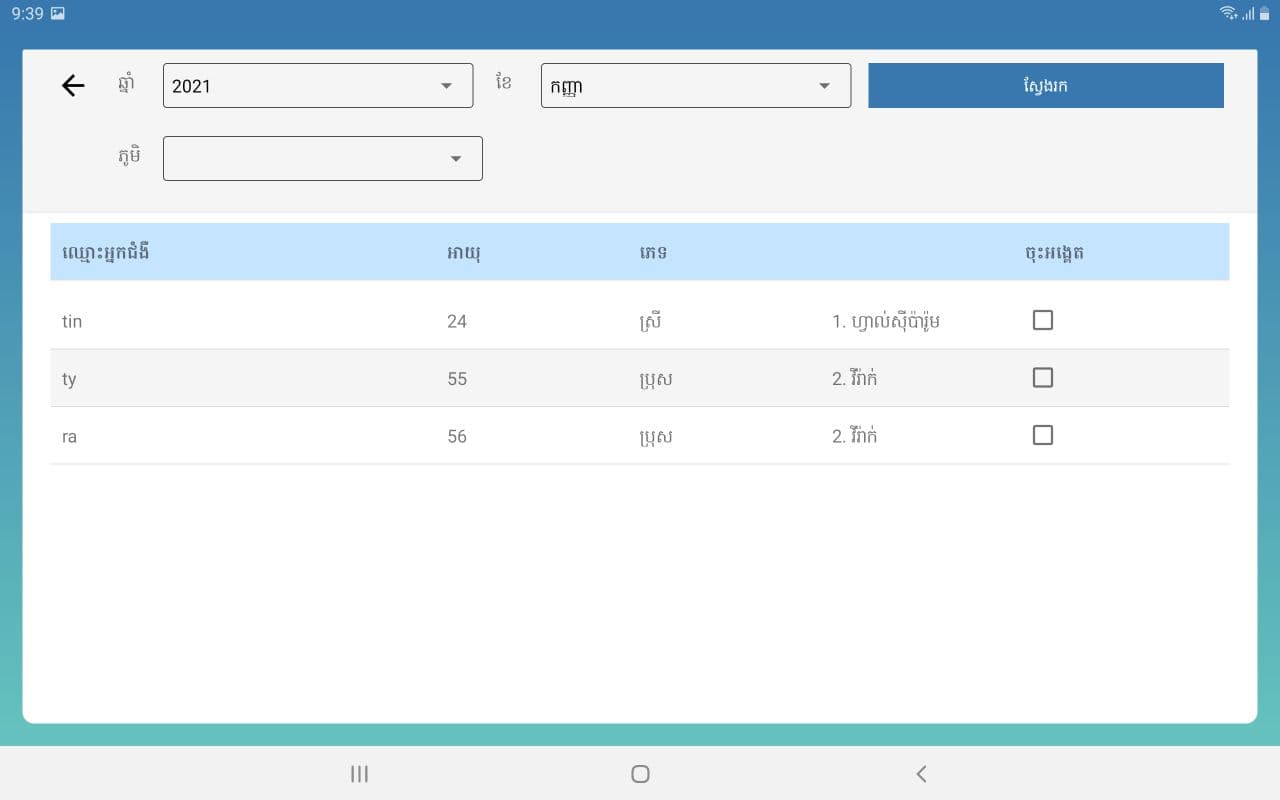 9:39
ឆ្នាំ 2021 ខែ កញ្ញា ស្វែងរក
ភូមិ
ឈ្មោះអ្នកជំងឺ អាយុ ភេទ ចុះអង្គេត
tin 24 ស្រី 1. ហ្វាល់ស៊ីប៉ារ៉ូម
ty 55 ប្រុស 2. វីវ៉ាក់
ra 56 ប្រុស 2. វីវ៉ាក់